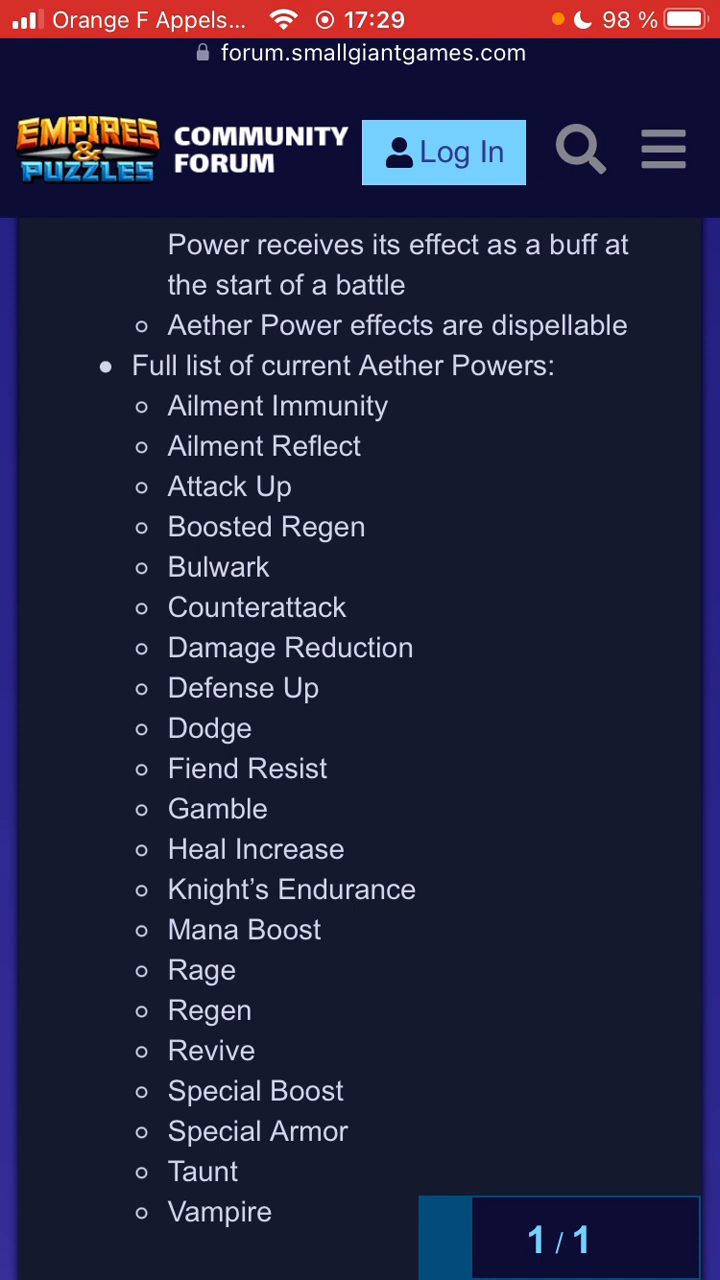 Orange F Appels... 17:29 98 %
forum.smallgiantgames.com
EMPIRES
&
PUZZLES
COMMUNITY
FORUM
Log In
Power receives its effect as a buff at
the start of a battle
Aether Power effects are dispellable
Full list of current Aether Powers:
Ailment Immunity
Ailment Reflect
Attack Up
Boosted Regen
Bulwark
Counterattack
Damage Reduction
Defense Up
Dodge
Fiend Resist
Gamble
Heal Increase
Knight’s Endurance
Mana Boost
Rage
Regen
Revive
Special Boost
Special Armor
Taunt
Vampire
1 / 1